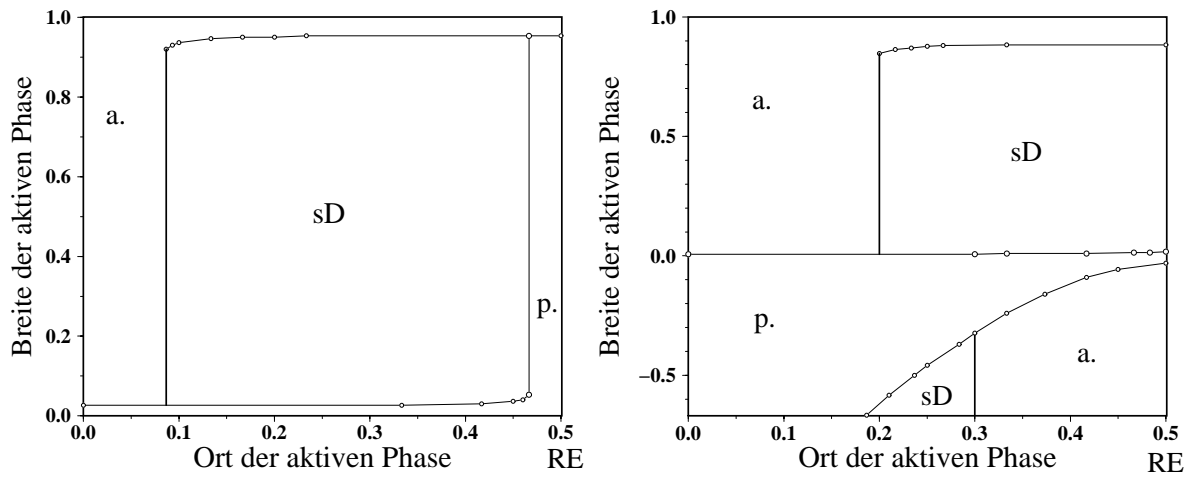 1.0
0.8
0.6
0.4
0.2
0.0
Breite der aktiven Phase
a.
sD
p.
0.0
0.1
0.2
0.3
0.4
0.5
Ort der aktiven Phase
RE
1.0
0.5
0.0
−0.5
Breite der aktiven Phase
a.
sD
p.
sD
a.
0.0
0.1
0.2
0.3
0.4
0.5
Ort der aktiven Phase
RE